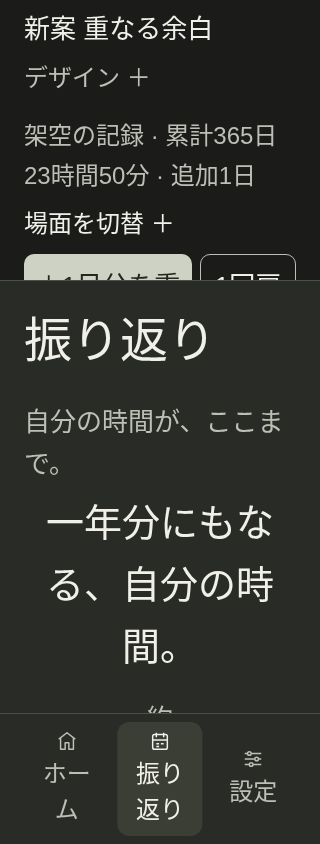 新案 重なる余白
デザイン ＋
架空の記録 · 累計365日
23時間50分 · 追加1日
場面を切替 ＋
振り返り
自分の時間が、ここま
で。
一年分にもな
る、自分の時
間。
ホー
ム
振り
返り
設定